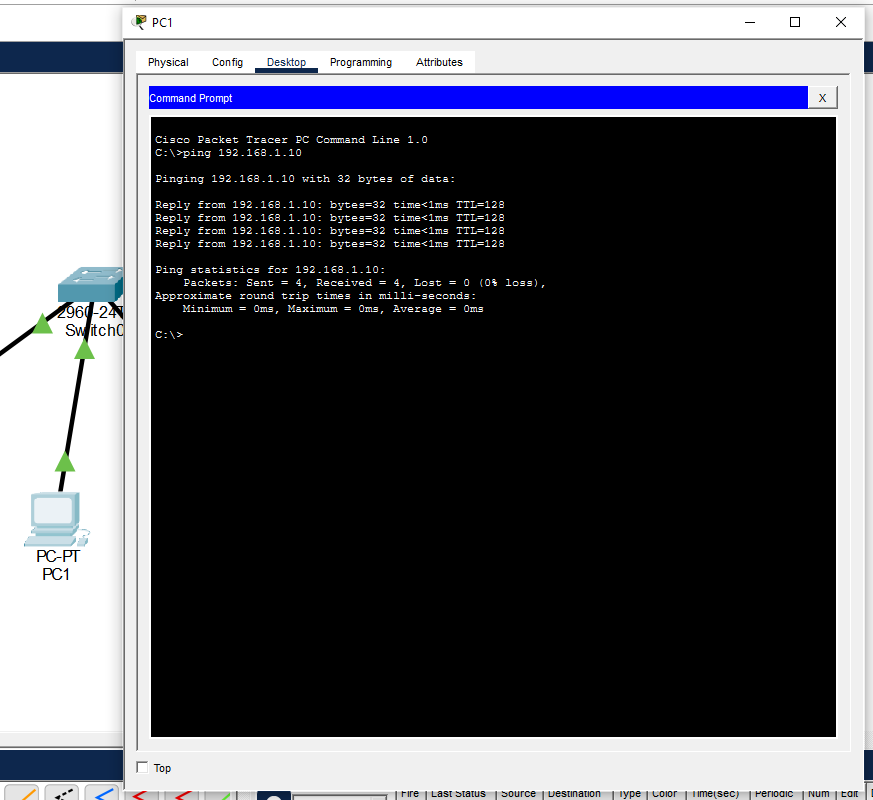 PC1
Physical Config Desktop Programming Attributes
Command Prompt X
Cisco Packet Tracer PC Command Line 1.0
C:\>ping 192.168.1.10
Pinging 192.168.1.10 with 32 bytes of data:
Reply from 192.168.1.10: bytes=32 time<1ms TTL=128
Reply from 192.168.1.10: bytes=32 time<1ms TTL=128
Reply from 192.168.1.10: bytes=32 time<1ms TTL=128
Reply from 192.168.1.10: bytes=32 time<1ms TTL=128
Ping statistics for 192.168.1.10:
Packets: Sent = 4, Received = 4, Lost = 0 (0% loss),
Approximate round trip times in milli-seconds:
Minimum = 0ms, Maximum = 0ms, Average = 0ms
C:\>
2960-24T
Switch0
PC-PT
PC1
Top
Fire Last Status Source Destination Type Color Time(sec) Periodic Num Edit